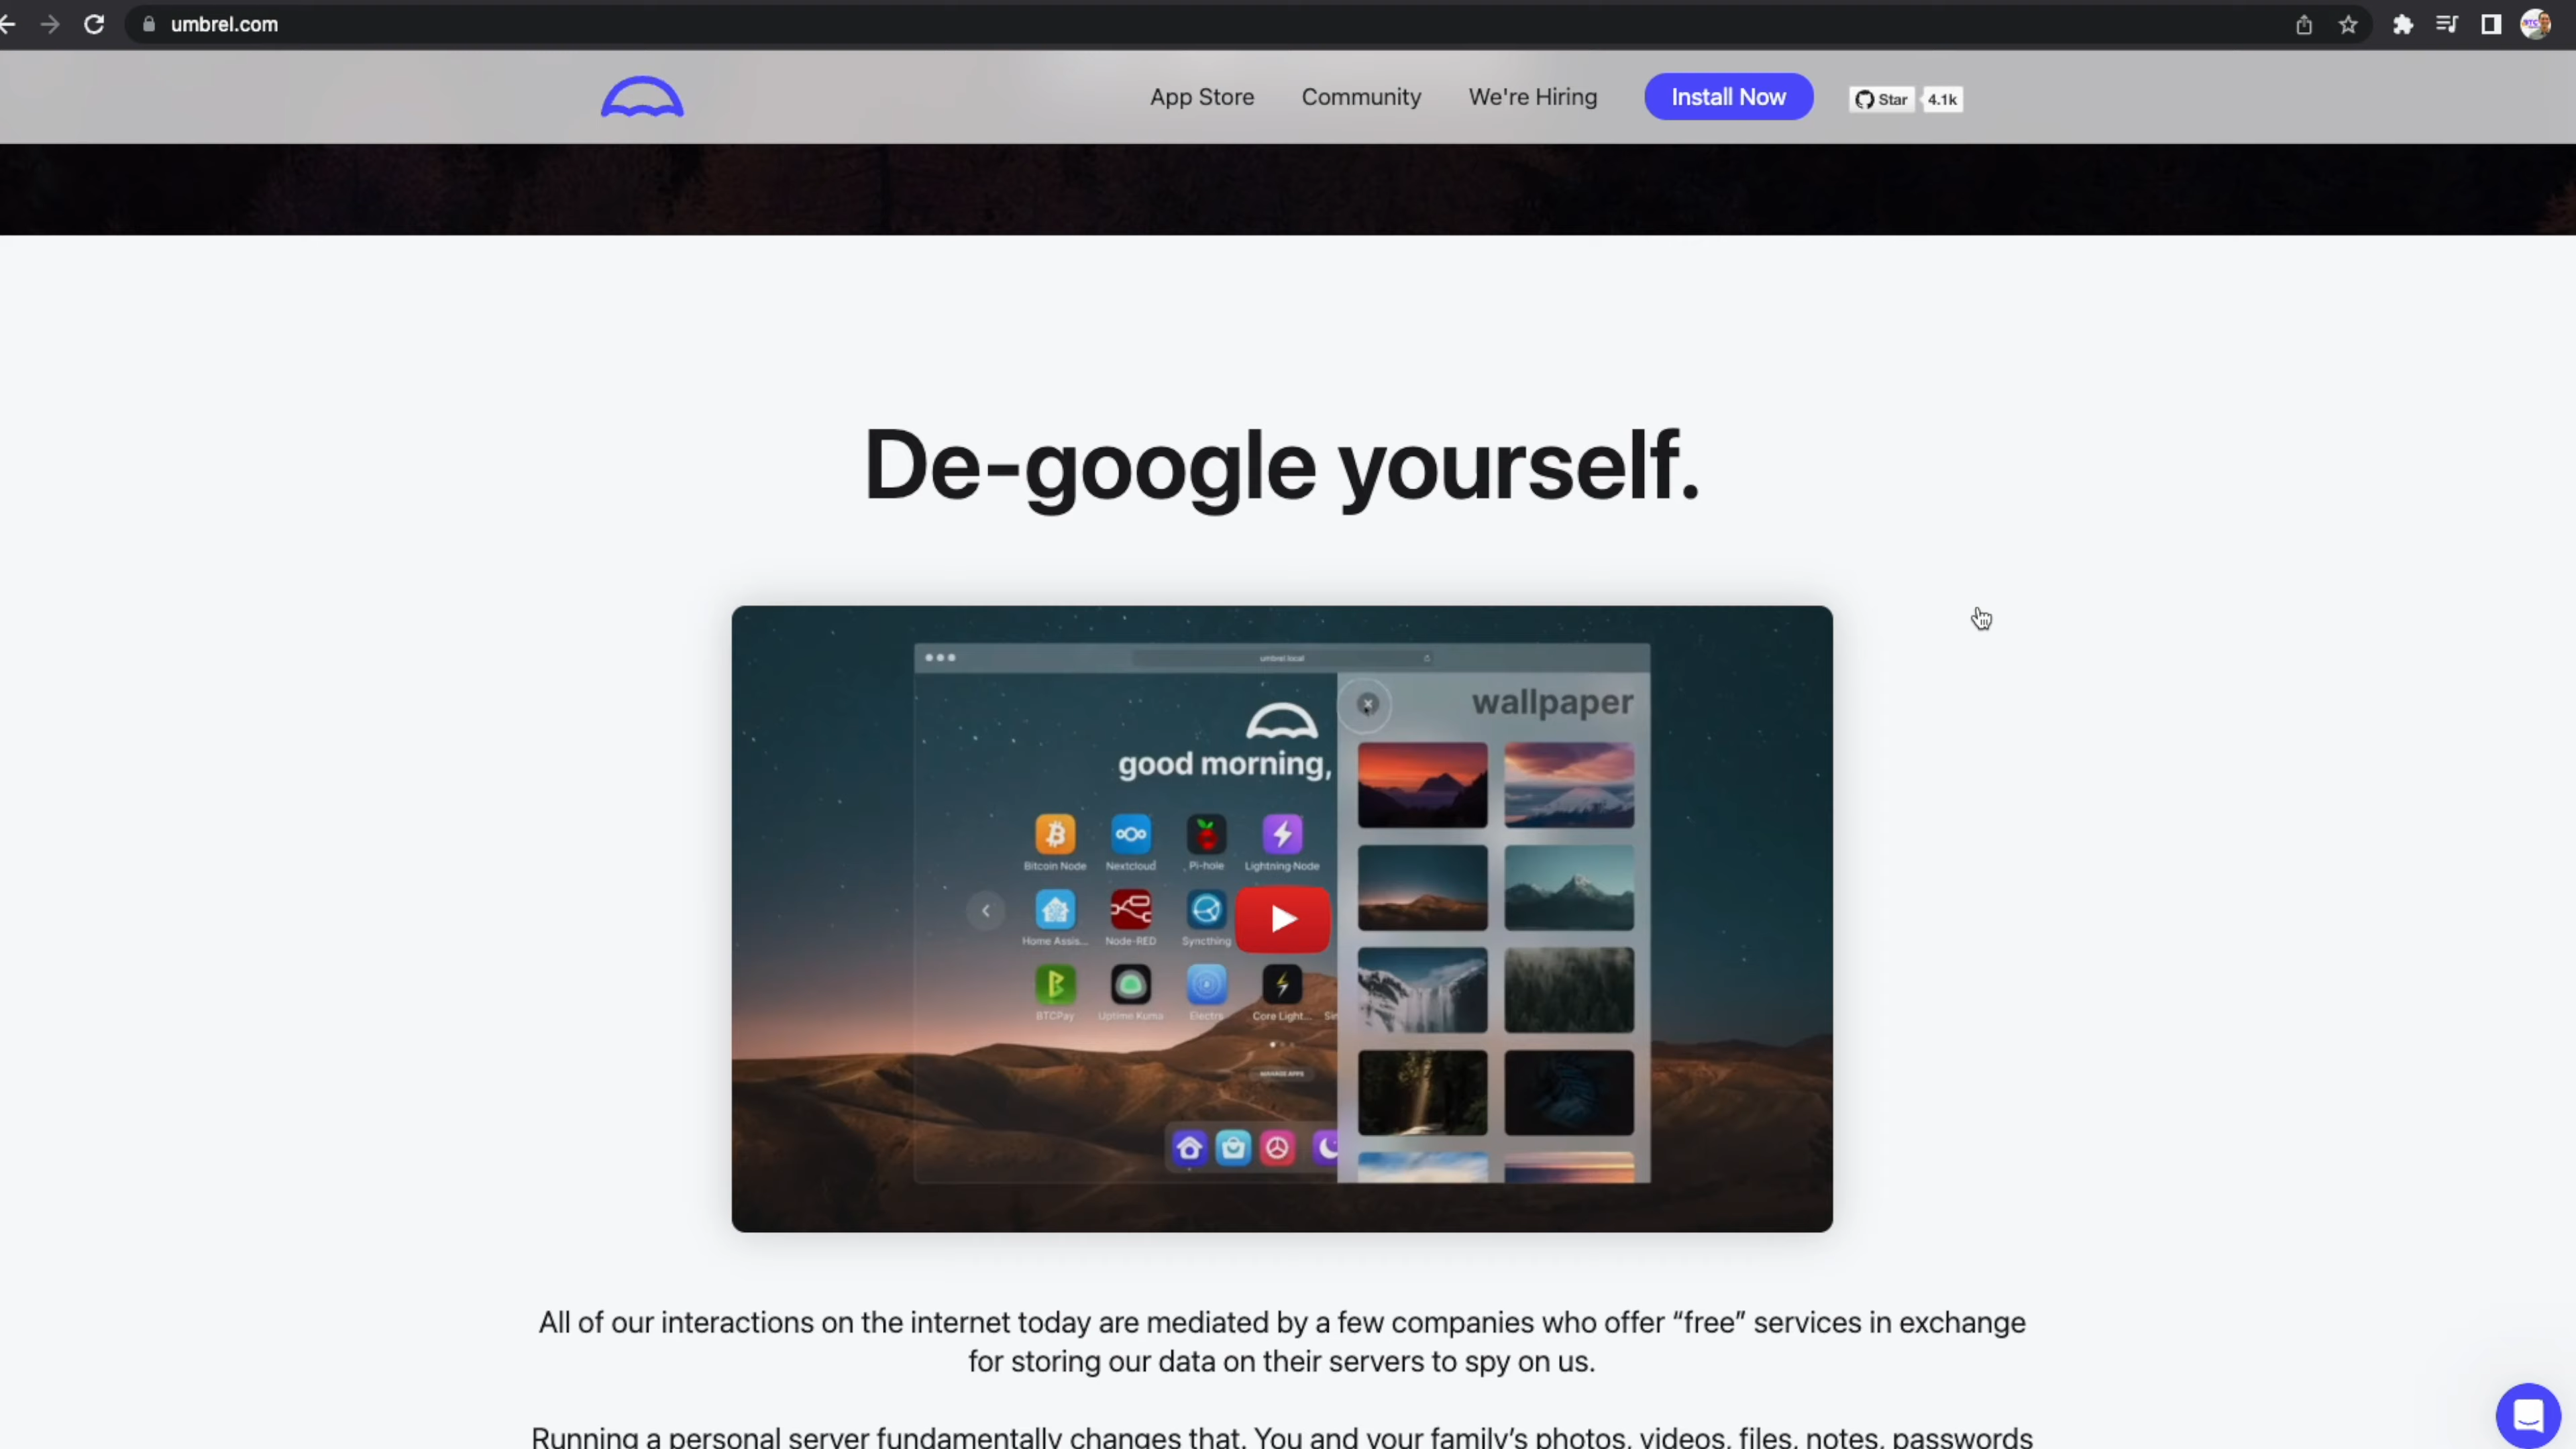 umbrel.com
App Store
Community
We're Hiring
Install Now
Star
4.1k
De-google yourself.
umbrel.local
wallpaper
good morning,
Bitcoin Node
Nextcloud
Pi-hole
Lightning Node
Home Assis...
Node-RED
Syncthing
BTCPay
Uptime Kuma
Electrs
Core Light...
MANAGE APPS
All of our interactions on the internet today are mediated by a few companies who offer “free” services in exchange
for storing our data on their servers to spy on us.
Running a personal server fundamentally changes that. You and your family’s photos, videos, files, notes, passwords